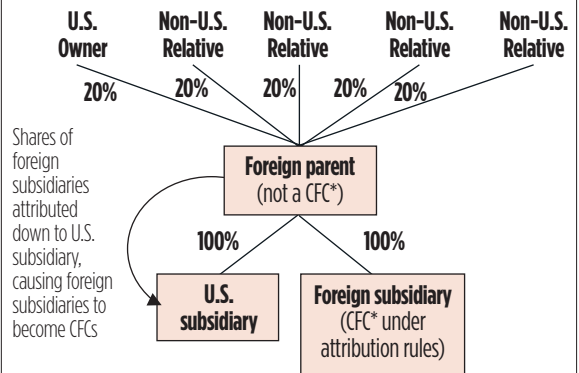 U.S. Owner
Non-U.S. Relative
Non-U.S. Relative
Non-U.S. Relative
Non-U.S. Relative
20%
20%
20%
20%
20%
Shares of
foreign
subsidiaries
attributed
down to U.S.
subsidiary,
causing foreign
subsidiaries to
become CFCs
Foreign parent
(not a CFC*)
100%
100%
U.S.
subsidiary
Foreign subsidiary
(CFC* under
attribution rules)